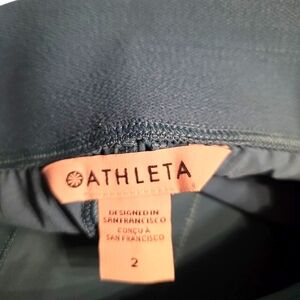 ATHLETA
DESIGNED IN
SAN FRANCISCO
CONÇU À
SAN FRANCISCO
2